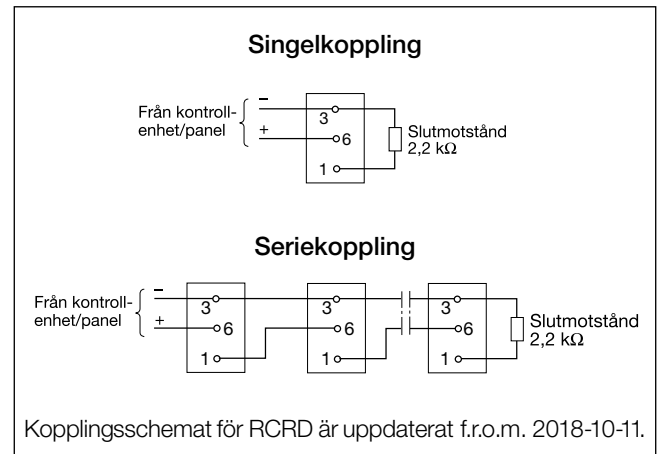 Singelkoppling
Från kontroll-
enhet/panel
–
+
3
6
1
Slutmotstånd
2,2 kΩ
Seriekoppling
Från kontroll-
enhet/panel
–
+
3
6
1
3
6
1
3
6
1
Slutmotstånd
2,2 kΩ
Kopplingsschemat för RCRD är uppdaterat f.r.o.m. 2018-10-11.